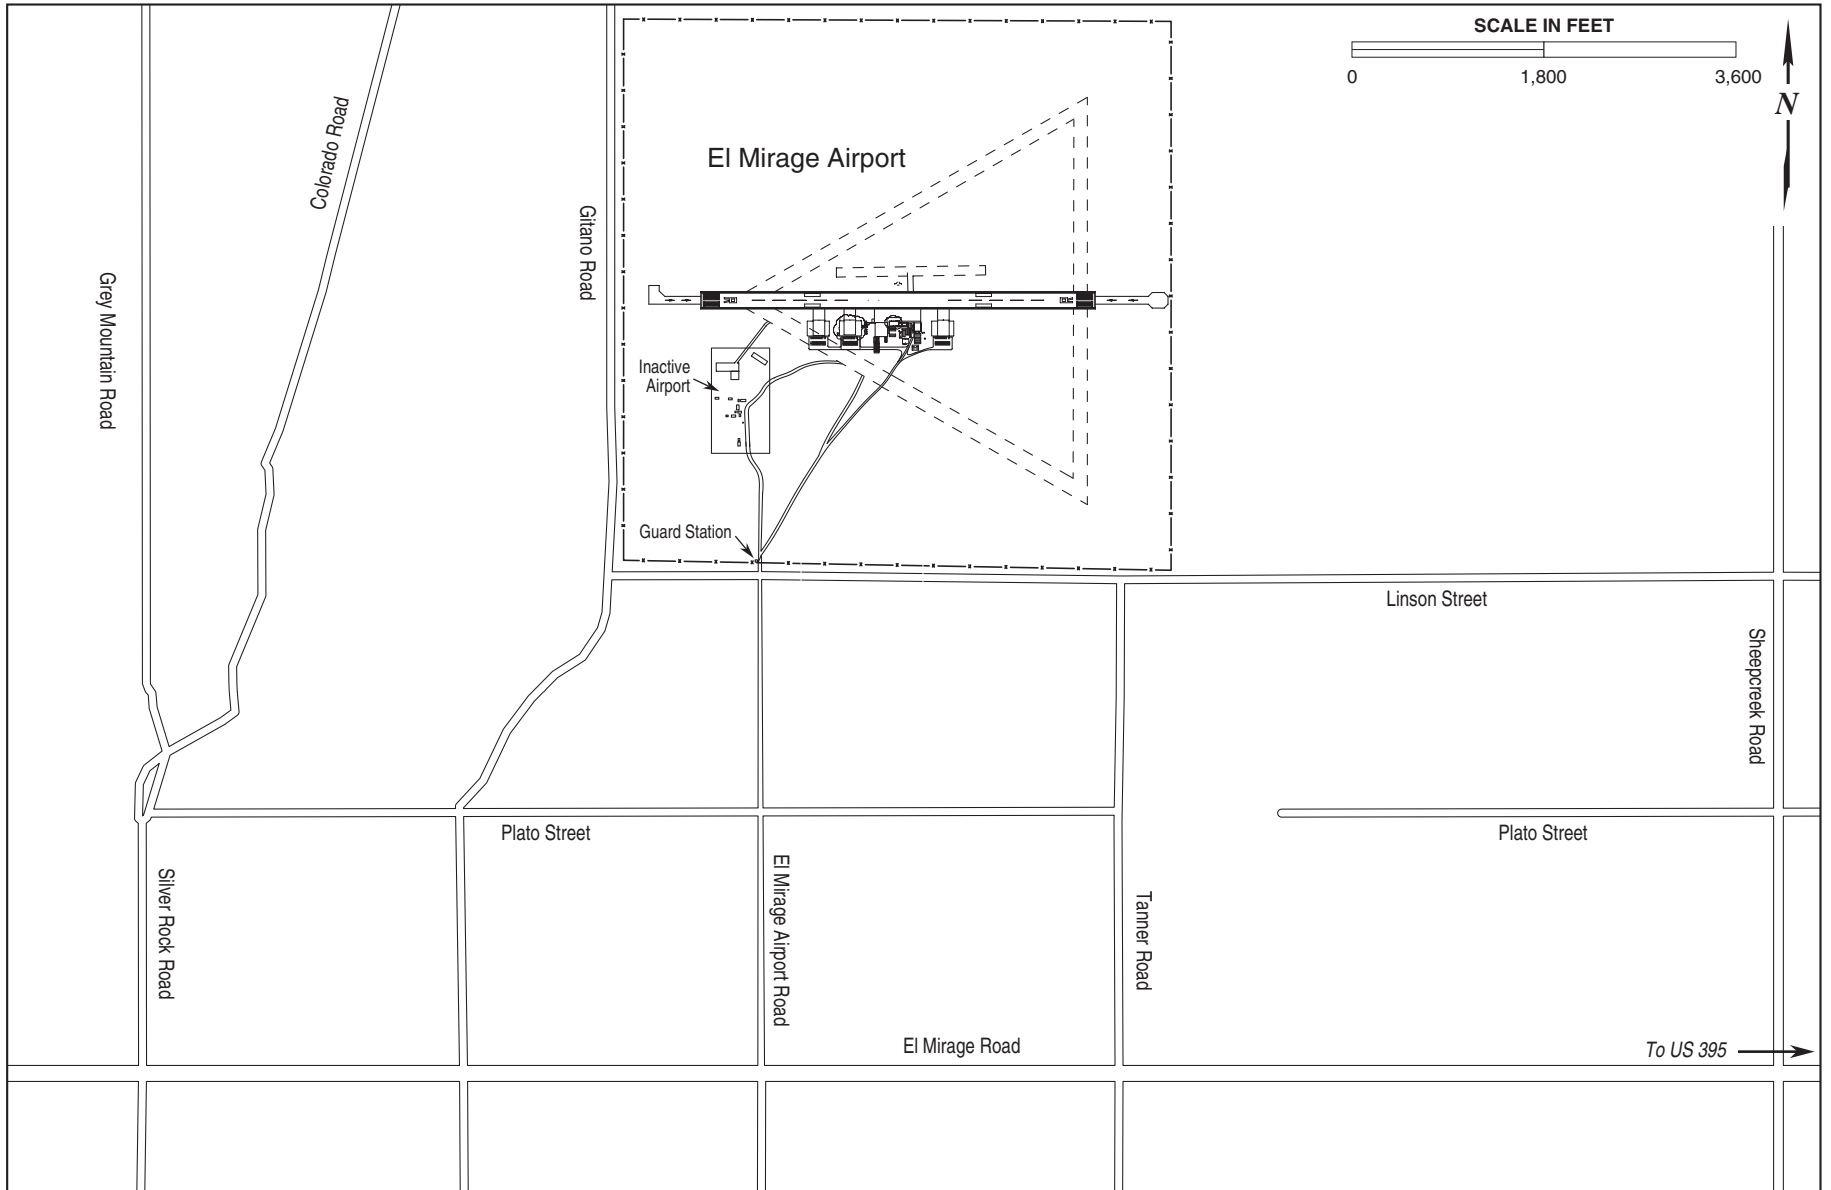 SCALE IN FEET
0 1,800 3,600
N
Colorado Road
El Mirage Airport
Gitano Road
Grey Mountain Road
Inactive
Airport
Guard Station
Linson Street
Sheepcreek Road
Plato Street
Plato Street
Silver Rock Road
El Mirage Airport Road
Tanner Road
El Mirage Road
To US 395